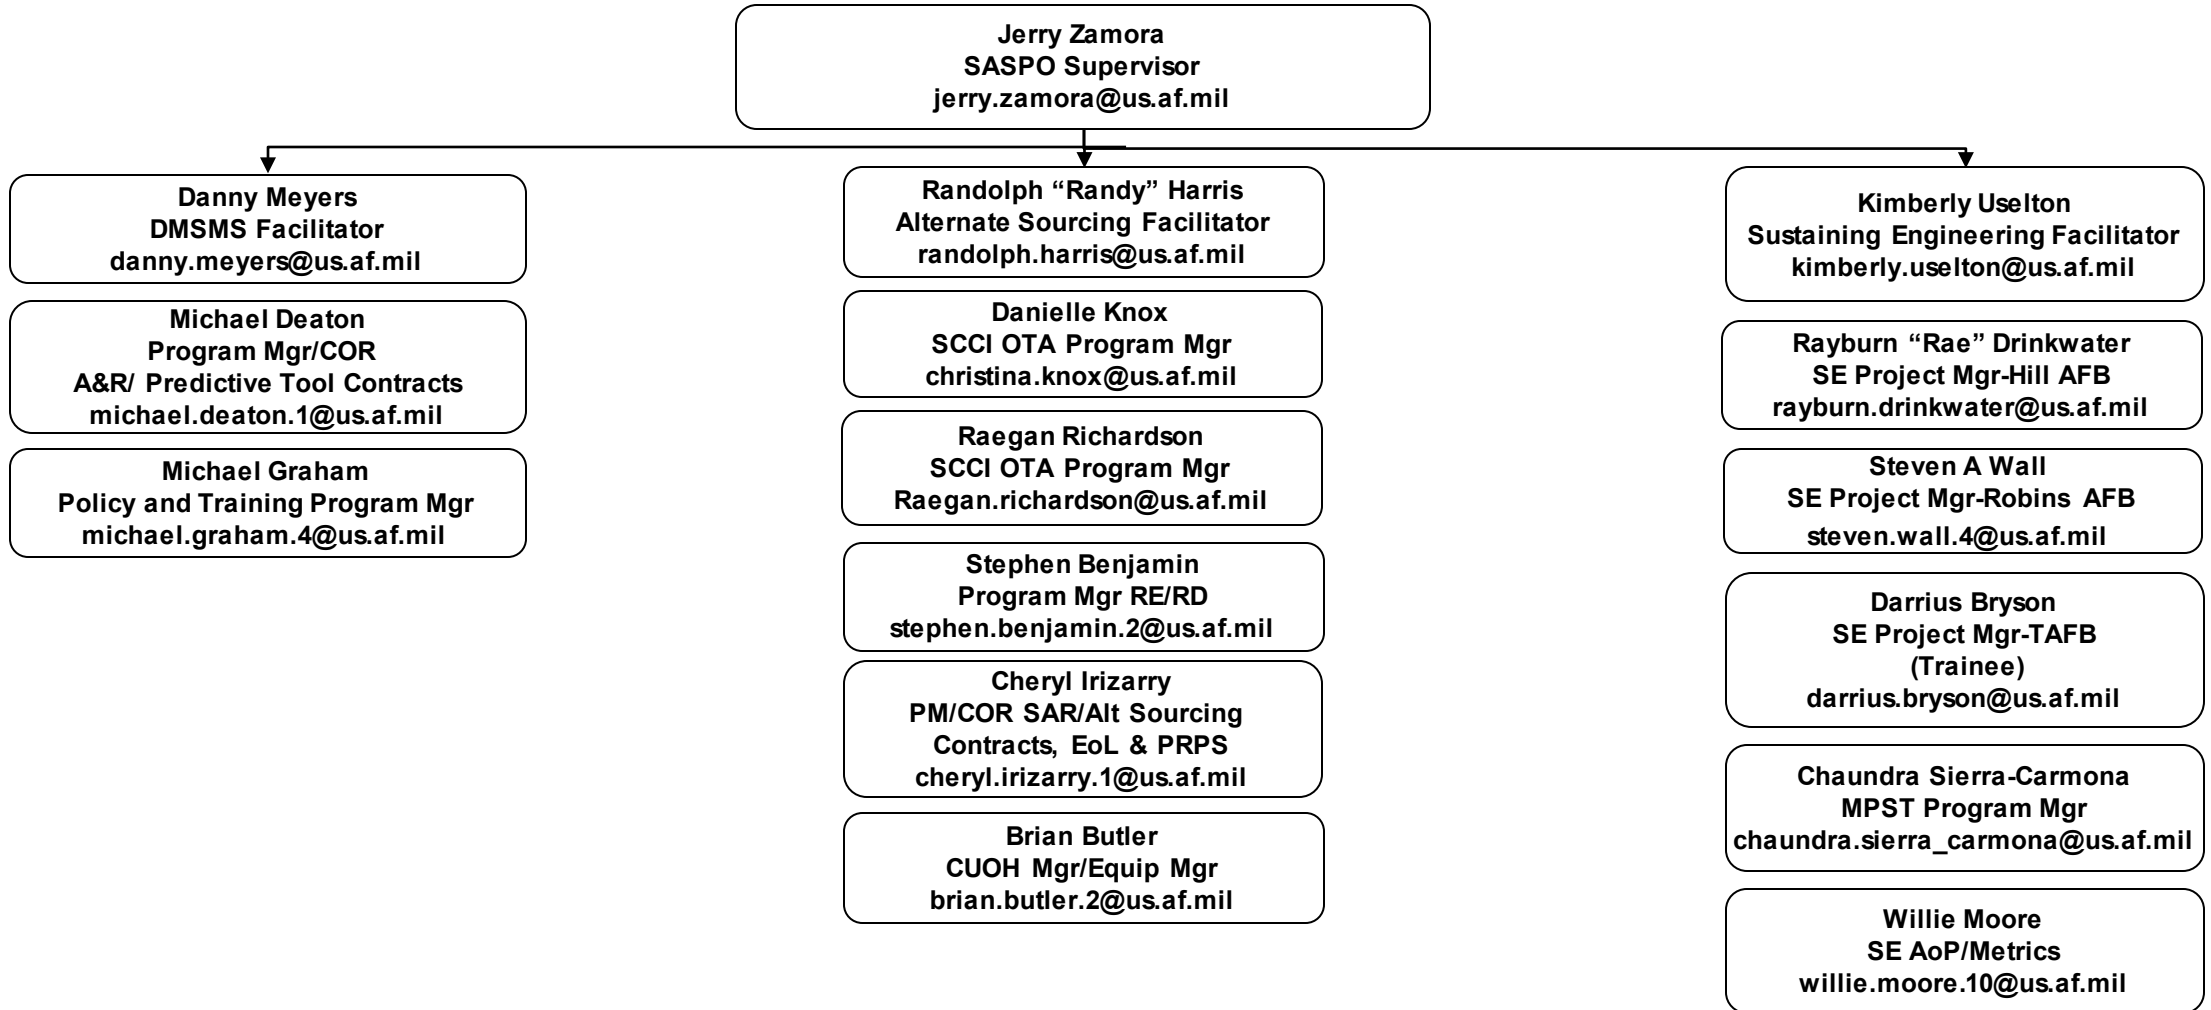 Jerry Zamora
SASPO Supervisor
jerry.zamora@us.af.mil
Danny Meyers
DMSMS Facilitator
danny.meyers@us.af.mil
Michael Deaton
Program Mgr/COR
A&R/ Predictive Tool Contracts
michael.deaton.1@us.af.mil
Michael Graham
Policy and Training Program Mgr
michael.graham.4@us.af.mil
Randolph “Randy” Harris
Alternate Sourcing Facilitator
randolph.harris@us.af.mil
Danielle Knox
SCCI OTA Program Mgr
christina.knox@us.af.mil
Raegan Richardson
SCCI OTA Program Mgr
Raegan.richardson@us.af.mil
Stephen Benjamin
Program Mgr RE/RD
stephen.benjamin.2@us.af.mil
Cheryl Irizarry
PM/COR SAR/Alt Sourcing
Contracts, EoL & PRPS
cheryl.irizarry.1@us.af.mil
Brian Butler
CUOH Mgr/Equip Mgr
brian.butler.2@us.af.mil
Kimberly Uselton
Sustaining Engineering Facilitator
kimberly.uselton@us.af.mil
Rayburn “Rae” Drinkwater
SE Project Mgr-Hill AFB
rayburn.drinkwater@us.af.mil
Steven A Wall
SE Project Mgr-Robins AFB
steven.wall.4@us.af.mil
Darrius Bryson
SE Project Mgr-TAFB
(Trainee)
darrius.bryson@us.af.mil
Chaundra Sierra-Carmona
MPST Program Mgr
chaundra.sierra_carmona@us.af.mil
Willie Moore
SE AoP/Metrics
willie.moore.10@us.af.mil